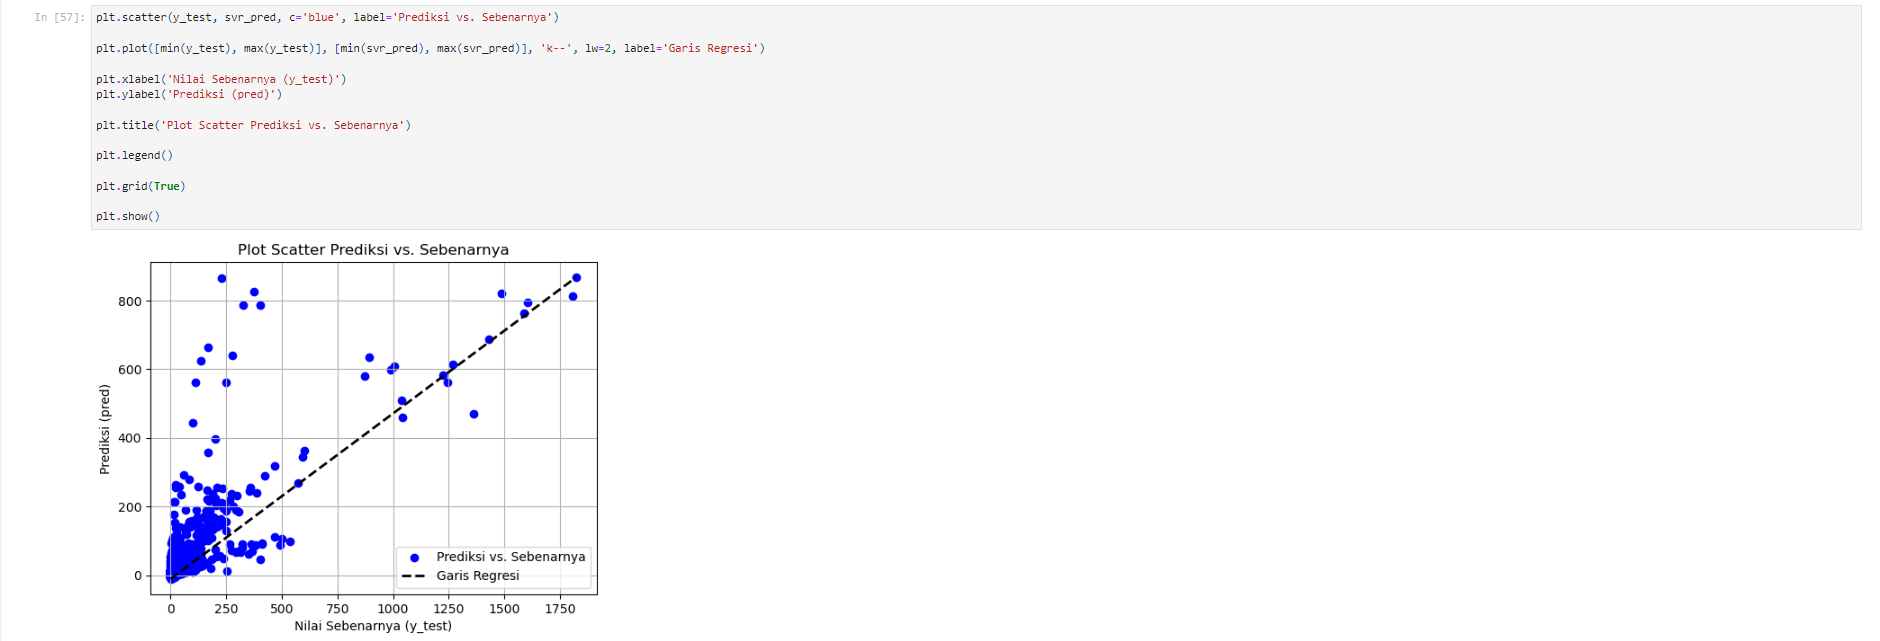 In [57]:
plt.scatter(y_test, svr_pred, c='blue', label='Prediksi vs. Sebenarnya')
plt.plot([min(y_test), max(y_test)], [min(svr_pred), max(svr_pred)], 'k--', lw=2, label='Garis Regresi')
plt.xlabel('Nilai Sebenarnya (y_test)')
plt.ylabel('Prediksi (pred)')
plt.title('Plot Scatter Prediksi vs. Sebenarnya')
plt.legend()
plt.grid(True)
plt.show()
Plot Scatter Prediksi vs. Sebenarnya
Prediksi (pred)
800
600
400
200
0
Prediksi vs. Sebenarnya
Garis Regresi
0 250 500 750 1000 1250 1500 1750
Nilai Sebenarnya (y_test)